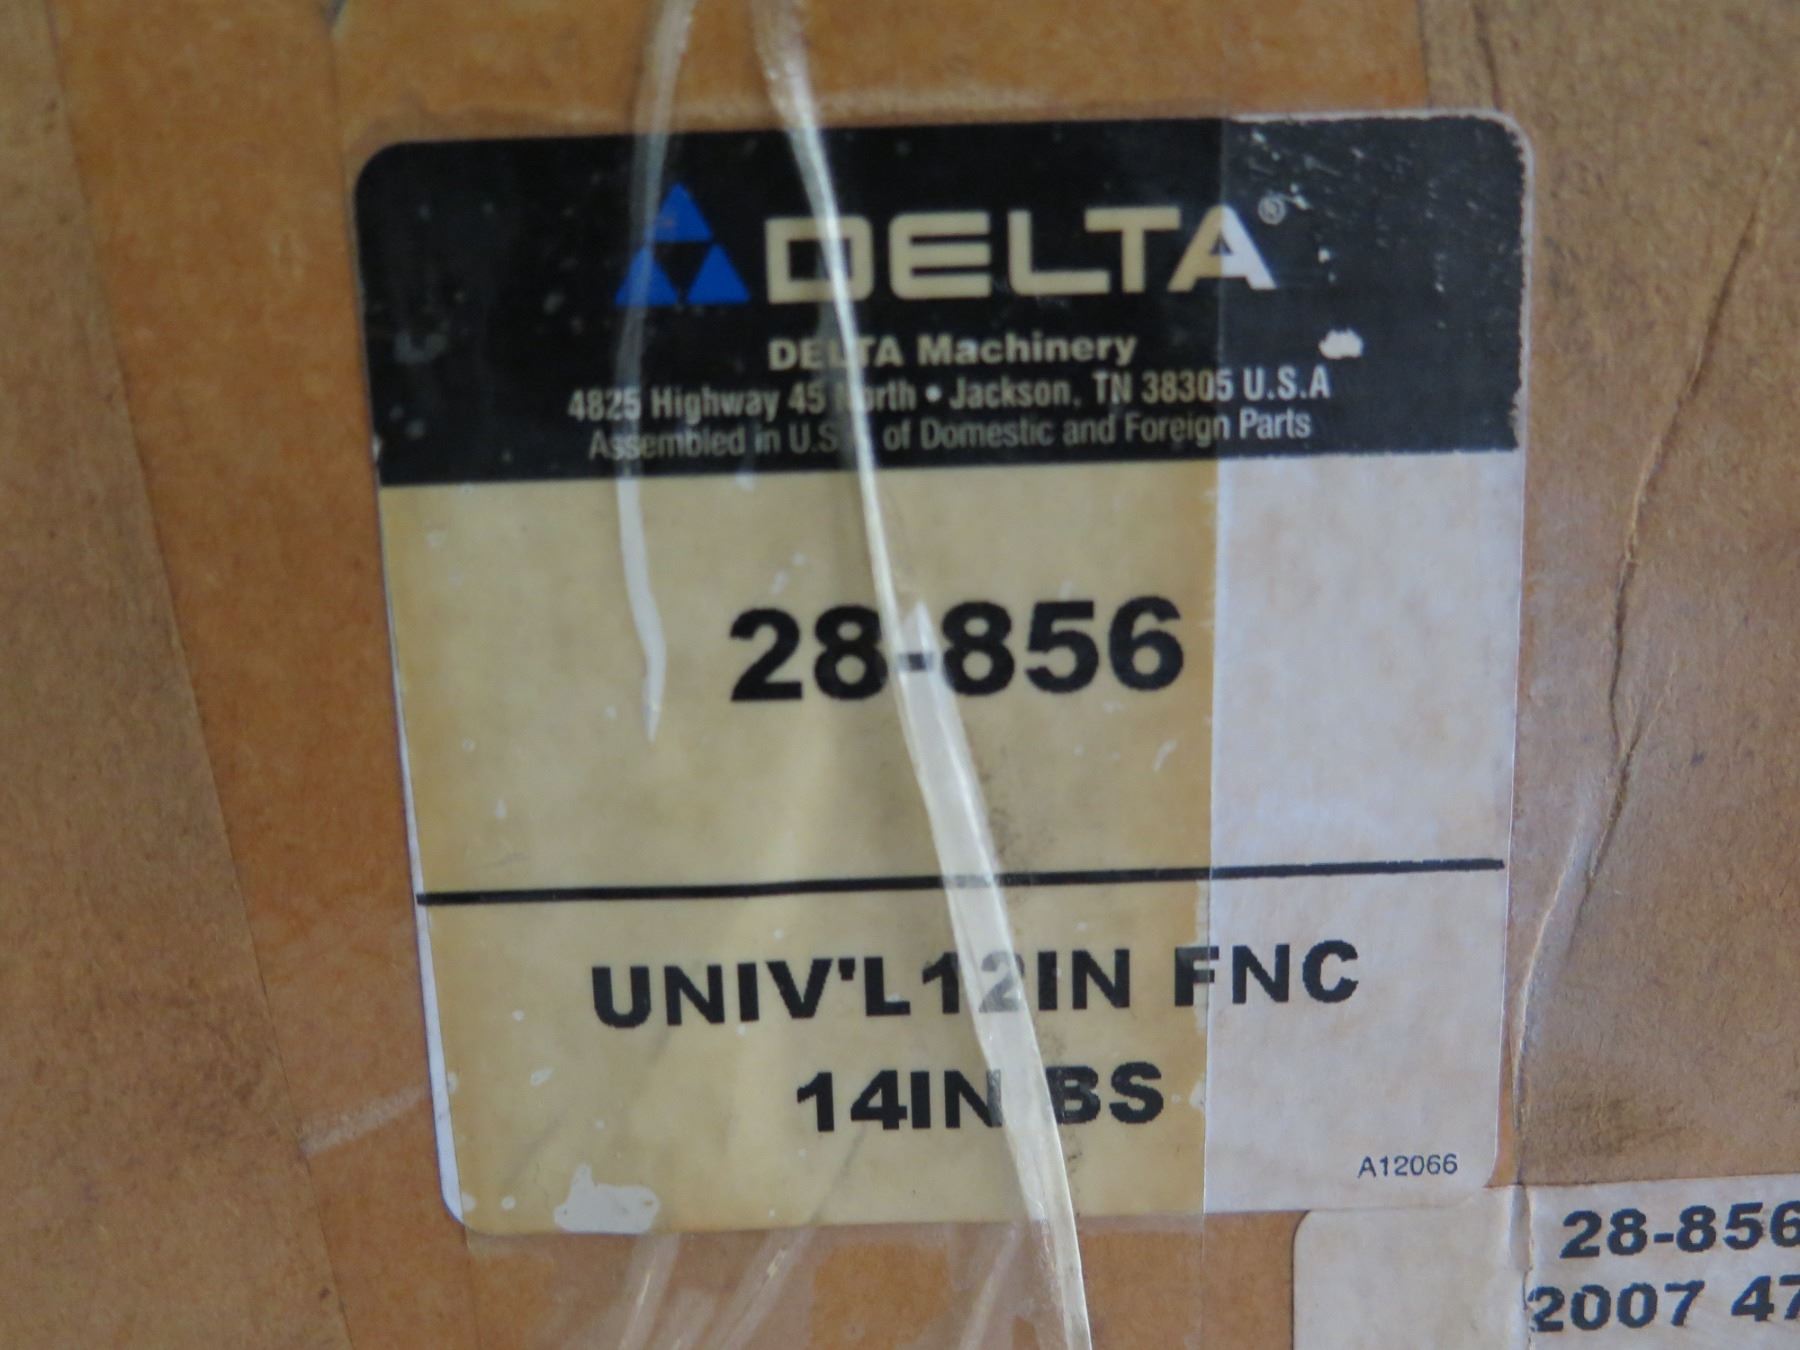 DELTA®
DELTA Machinery
4825 Highway 45 North • Jackson, TN 38305 U.S.A
Assembled in U.S. of Domestic and Foreign Parts
28-856
UNIV'L 12IN FNC
14IN BS
A12066
28-856
2007 47